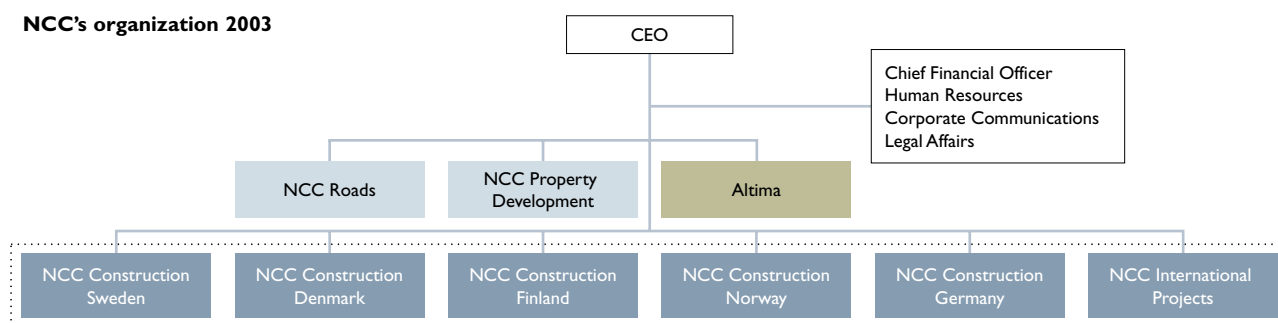 NCC's organization 2003
CEO
Chief Financial Officer
Human Resources
Corporate Communications
Legal Affairs
NCC Roads
NCC Property
Development
Altima
NCC Construction
Sweden
NCC Construction
Denmark
NCC Construction
Finland
NCC Construction
Norway
NCC Construction
Germany
NCC International
Projects